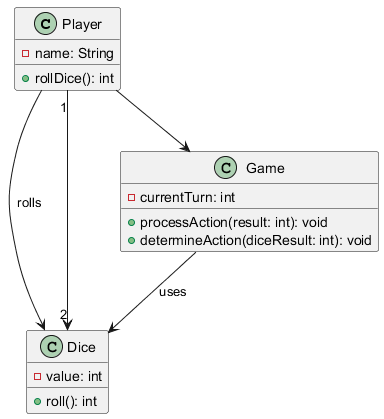 C Player
name: String
rollDice(): int
1
C Game
currentTurn: int
processAction(result: int): void
determineAction(diceResult: int): void
rolls
uses
2
C Dice
value: int
roll(): int